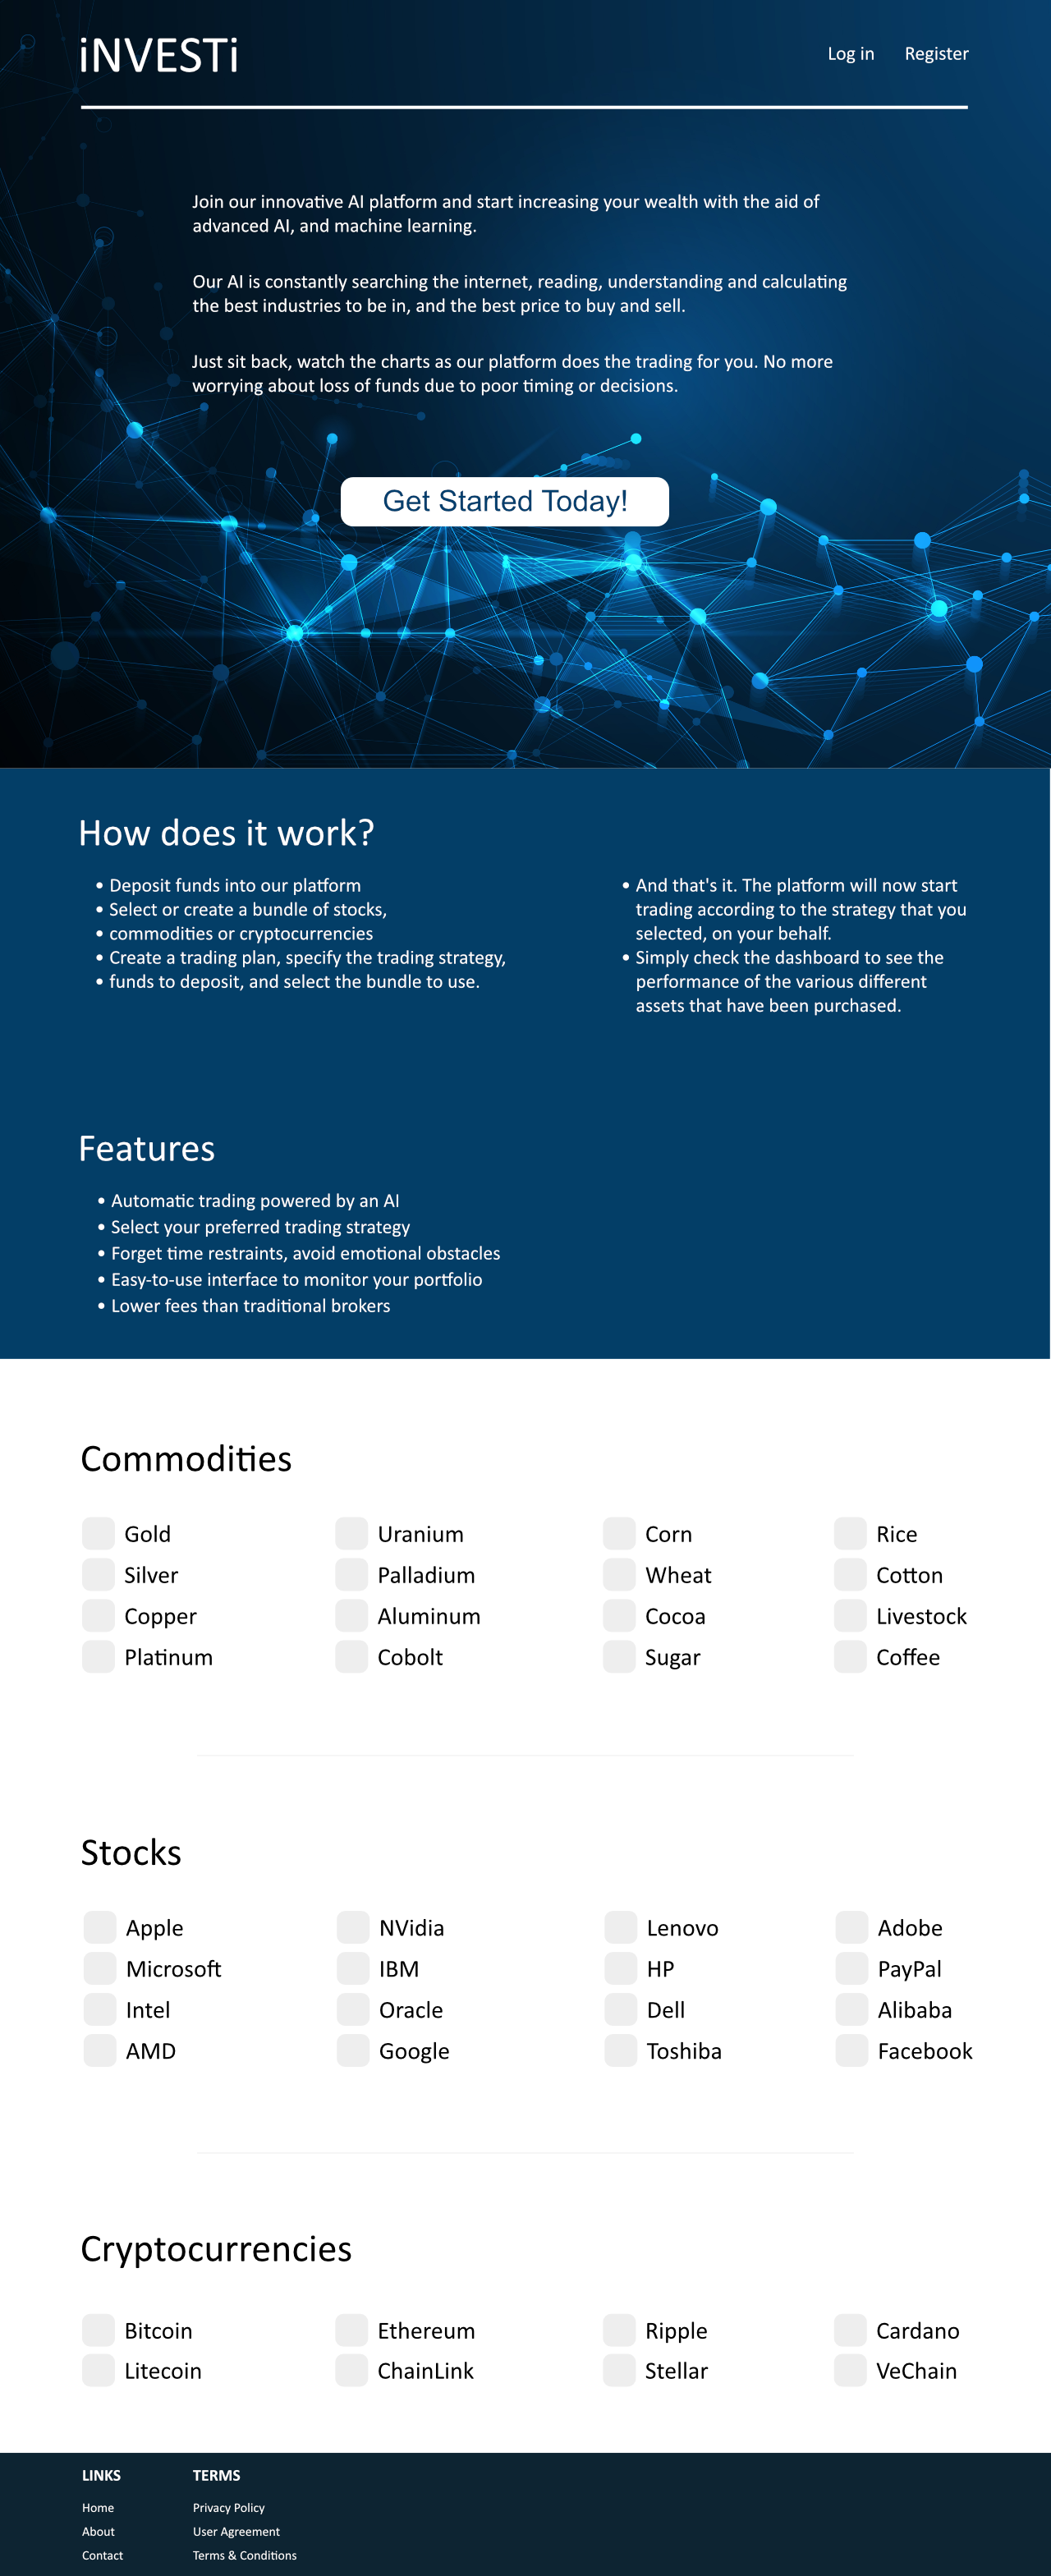 iNVESTi
Log in
Register
Join our innovative AI platform and start increasing your wealth with the aid of
advanced AI, and machine learning.
Our AI is constantly searching the internet, reading, understanding and calculating
the best industries to be in, and the best price to buy and sell.
Just sit back, watch the charts as our platform does the trading for you. No more
worrying about loss of funds due to poor timing or decisions.
Get Started Today!
How does it work?
• Deposit funds into our platform
• Select or create a bundle of stocks,
• commodities or cryptocurrencies
• Create a trading plan, specify the trading strategy,
• funds to deposit, and select the bundle to use.
• And that's it. The platform will now start
trading according to the strategy that you
selected, on your behalf.
• Simply check the dashboard to see the
performance of the various different
assets that have been purchased.
Features
• Automatic trading powered by an AI
• Select your preferred trading strategy
• Forget time restraints, avoid emotional obstacles
• Easy-to-use interface to monitor your portfolio
• Lower fees than traditional brokers
Commodities
Gold
Silver
Copper
Platinum
Uranium
Palladium
Aluminum
Cobolt
Corn
Wheat
Cocoa
Sugar
Rice
Cotton
Livestock
Coffee
Stocks
Apple
Microsoft
Intel
AMD
NVidia
IBM
Oracle
Google
Lenovo
HP
Dell
Toshiba
Adobe
PayPal
Alibaba
Facebook
Cryptocurrencies
Bitcoin
Litecoin
Ethereum
ChainLink
Ripple
Stellar
Cardano
VeChain
LINKS
Home
About
Contact
TERMS
Privacy Policy
User Agreement
Terms & Conditions